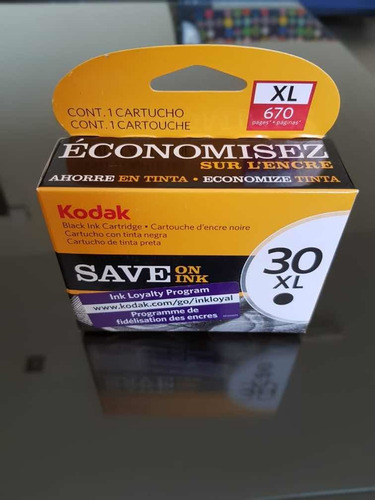 XL
670
pages* • páginas*
CONT. 1 CARTUCHO
CONT. 1 CARTOUCHE
ÉCONOMISEZ
SUR L'ENCRE
AHORRE EN TINTA • ECONOMIZE TINTA
Kodak
Black Ink Cartridge • Cartouche d'encre noire
Cartucho con tinta negra
Cartucho de tinta preta
SAVE ON INK
30
XL
Ink Loyalty Program
www.kodak.com/go/inkloyal
Programme de
fidélisation des encres